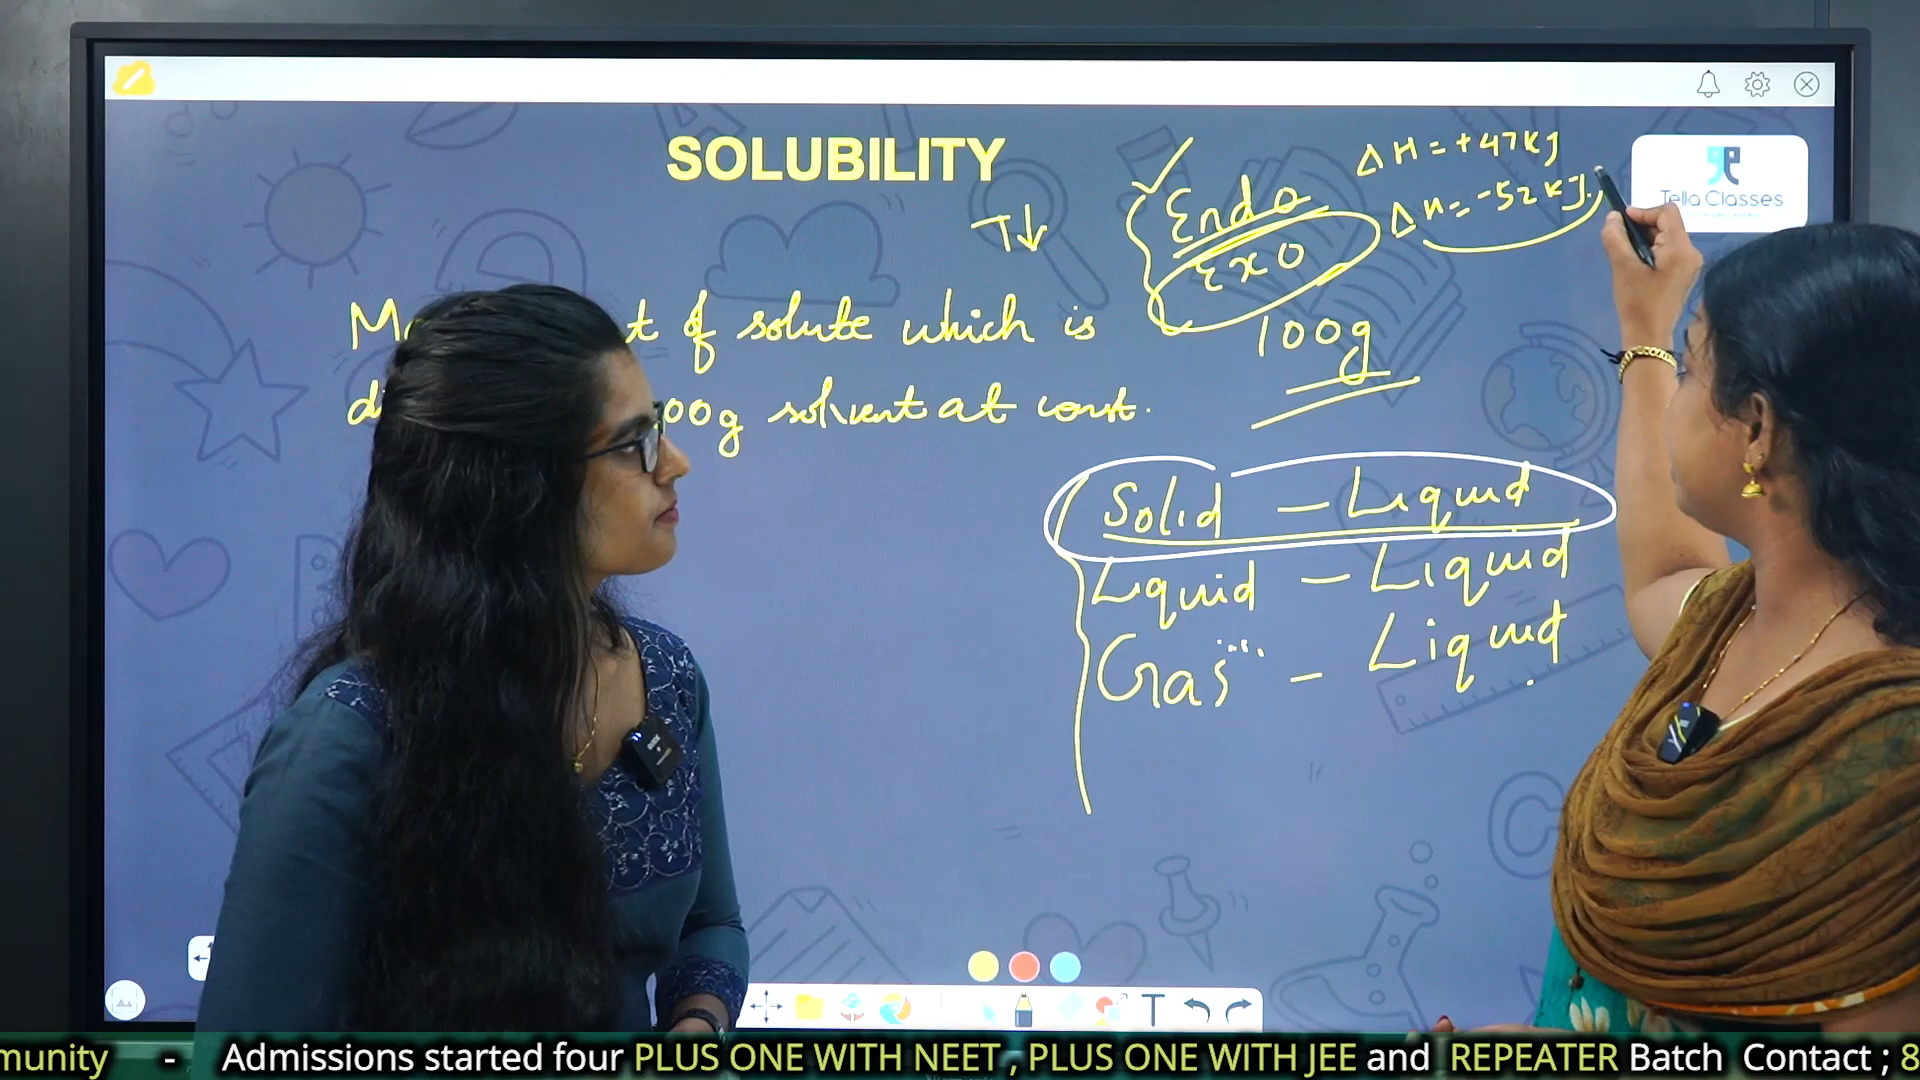 SOLUBILITY
T↓
Endo
Exo
ΔH = +47kJ
ΔH = -52kJ.
Tella Classes
100g
t of solute which is
00g solvent at const.
Solid - Liquid
Liquid - Liquid
Gas - Liquid
T
munity - Admissions started four PLUS ONE WITH NEET , PLUS ONE WITH JEE and REPEATER Batch Contact ; 8